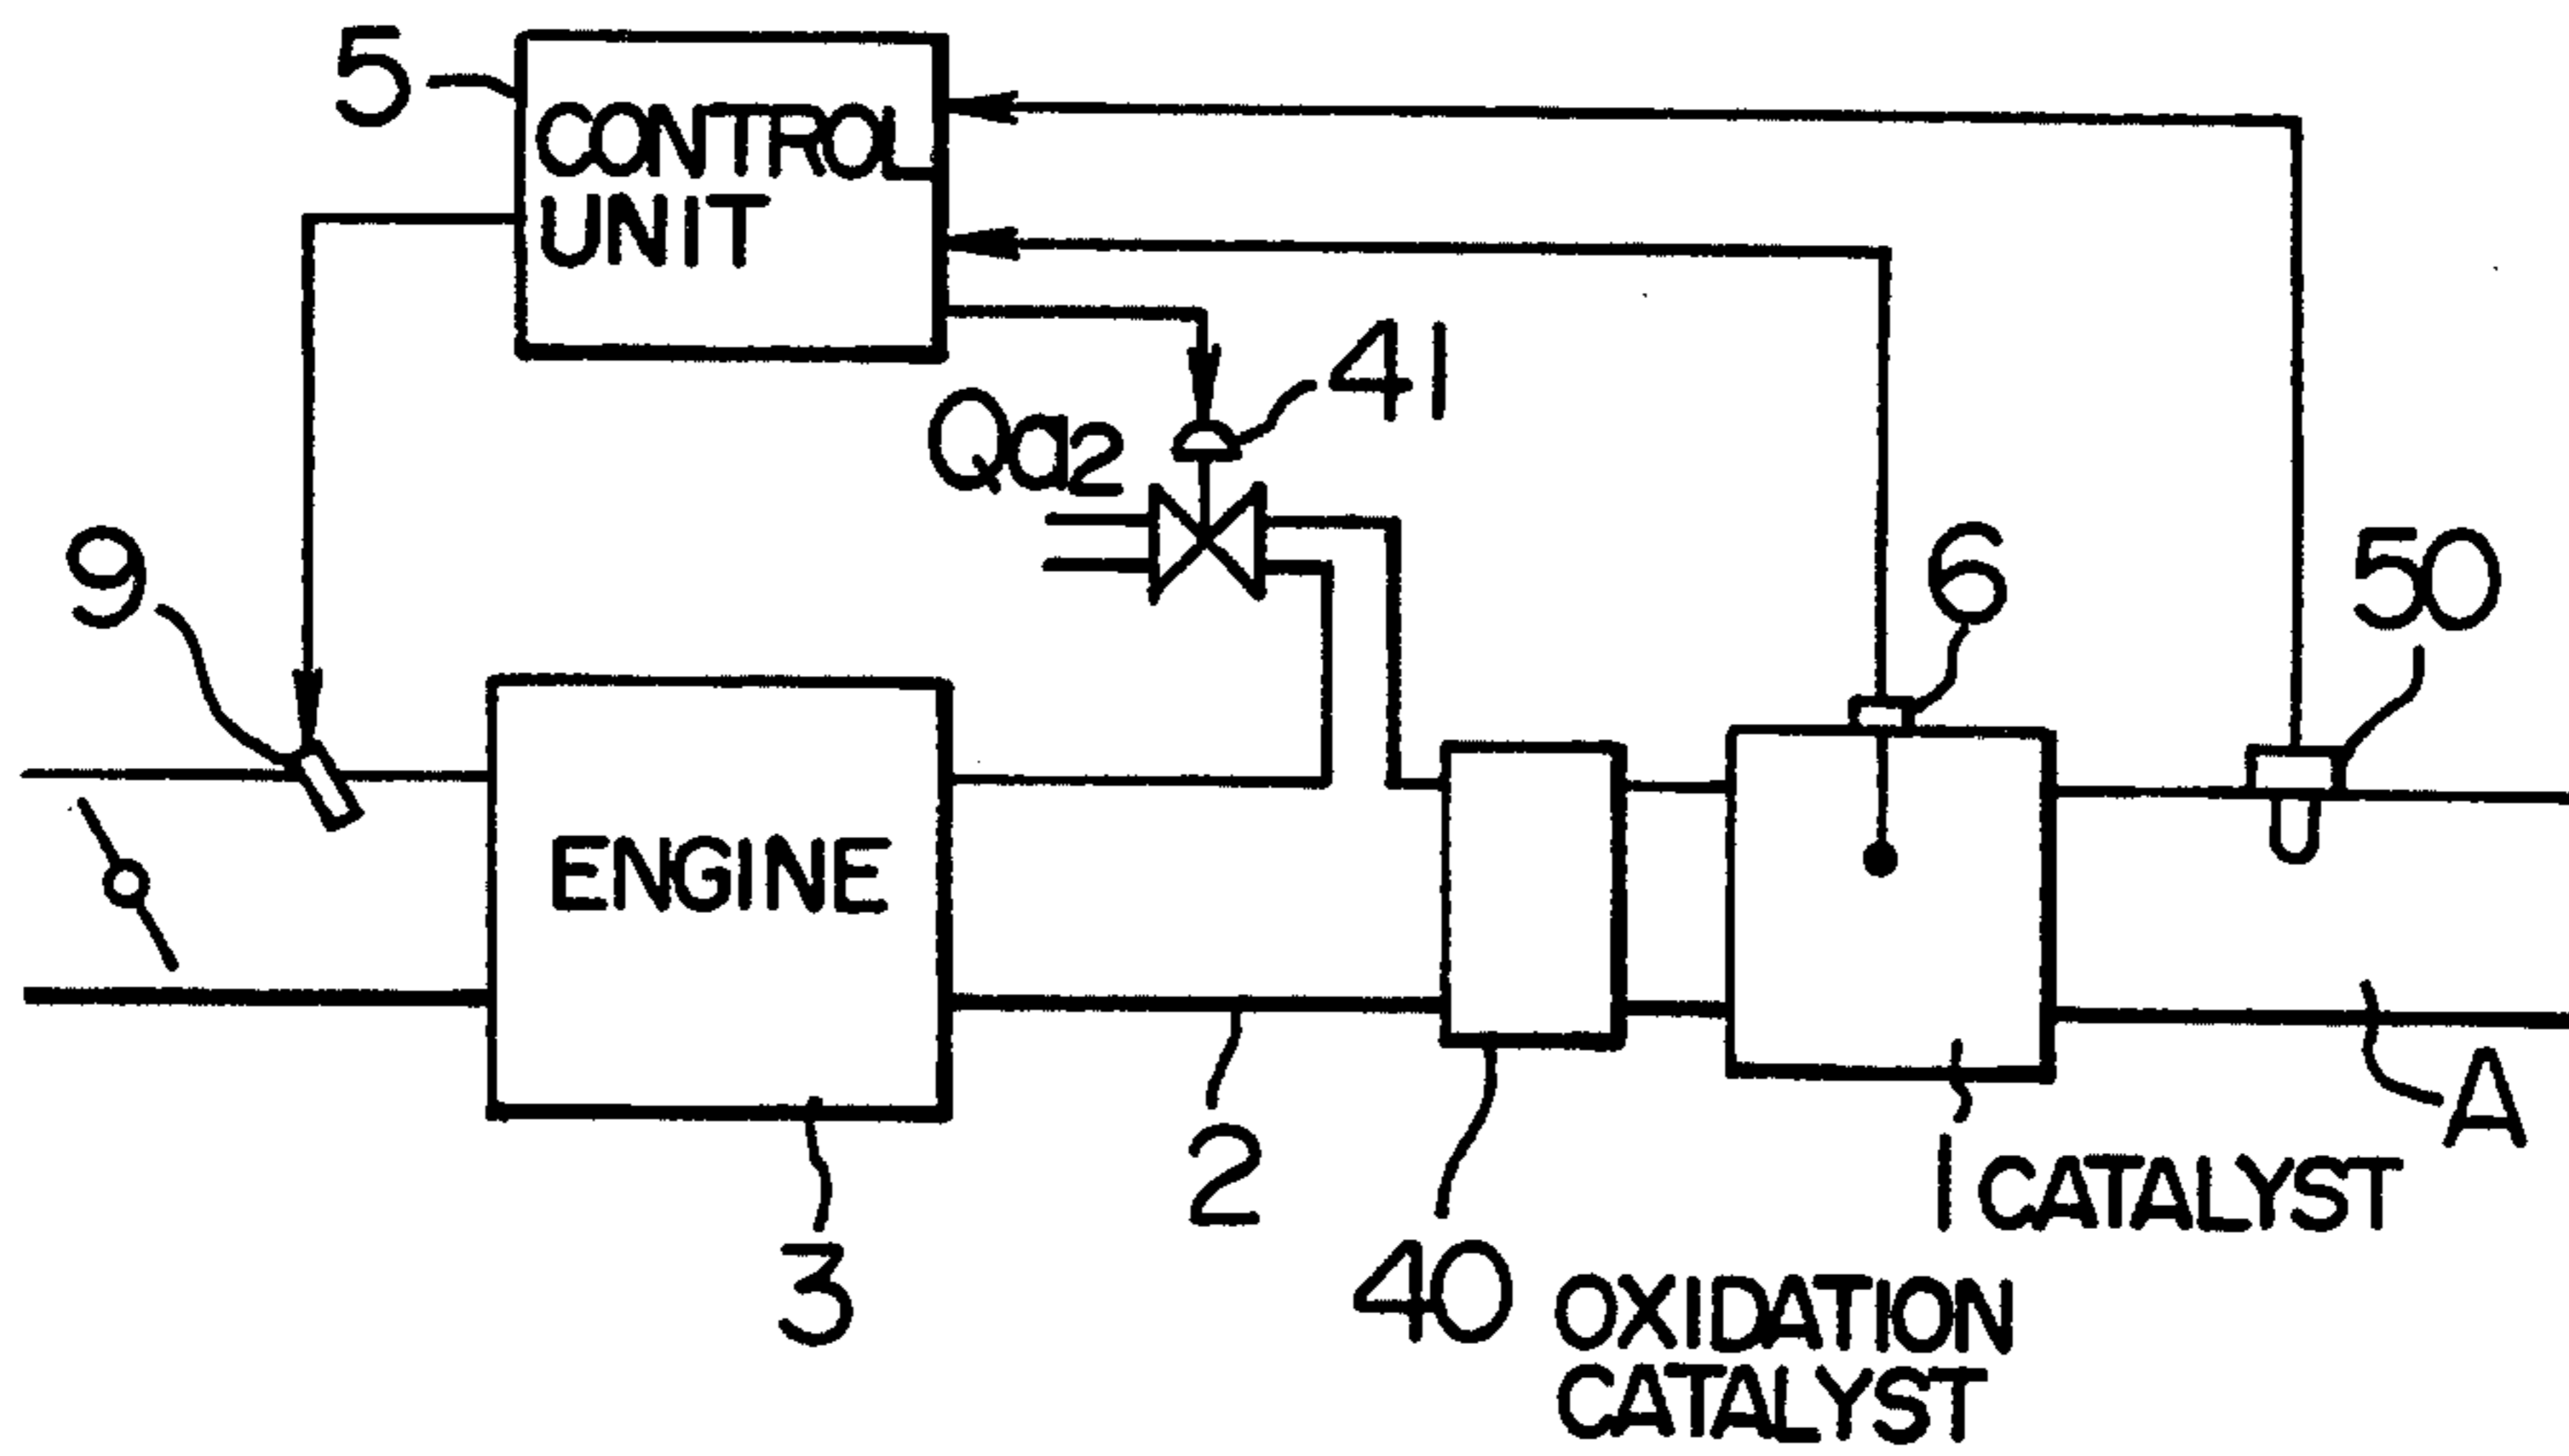 5
CONTROL
UNIT
41
Qa2
9
6
50
ENGINE
A
2
1 CATALYST
3
40 OXIDATION
CATALYST